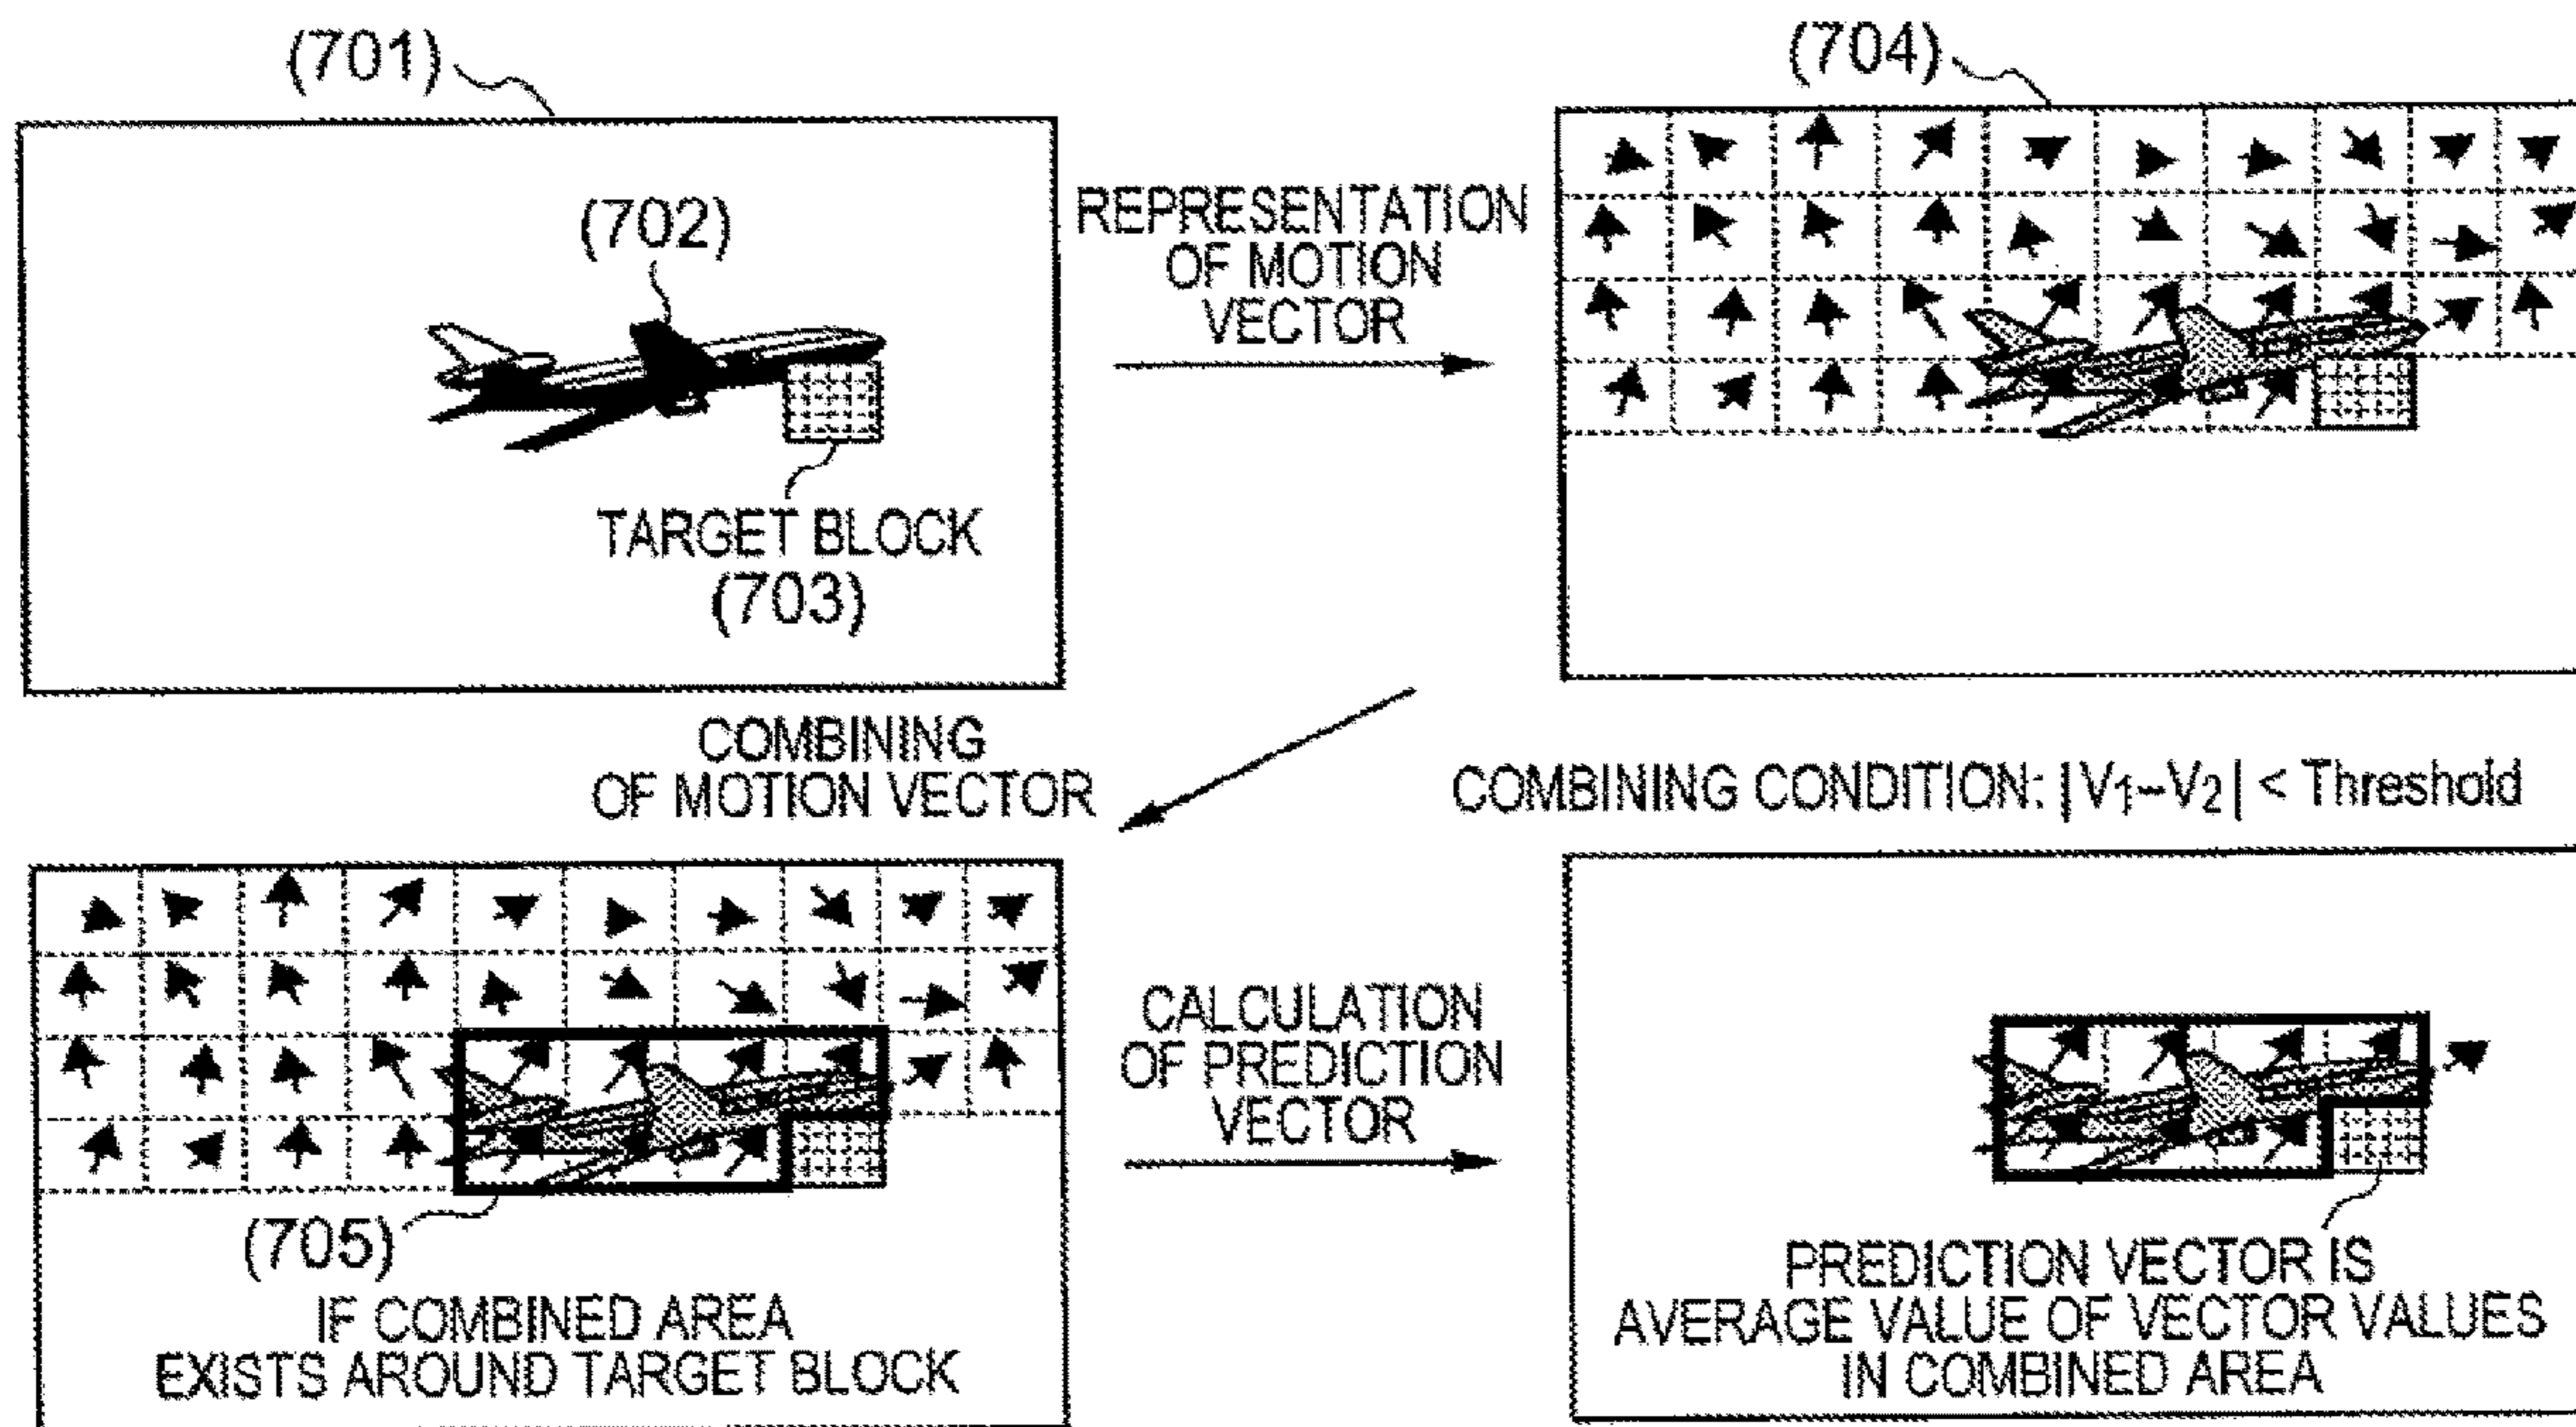 (701)
(704)
(702)
REPRESENTATION
OF MOTION
VECTOR
TARGET BLOCK
(703)
COMBINING
OF MOTION VECTOR
COMBINING CONDITION: |V1-V2| < Threshold
CALCULATION
OF PREDICTION
VECTOR
(705)
IF COMBINED AREA
EXISTS AROUND TARGET BLOCK
PREDICTION VECTOR IS
AVERAGE VALUE OF VECTOR VALUES
IN COMBINED AREA